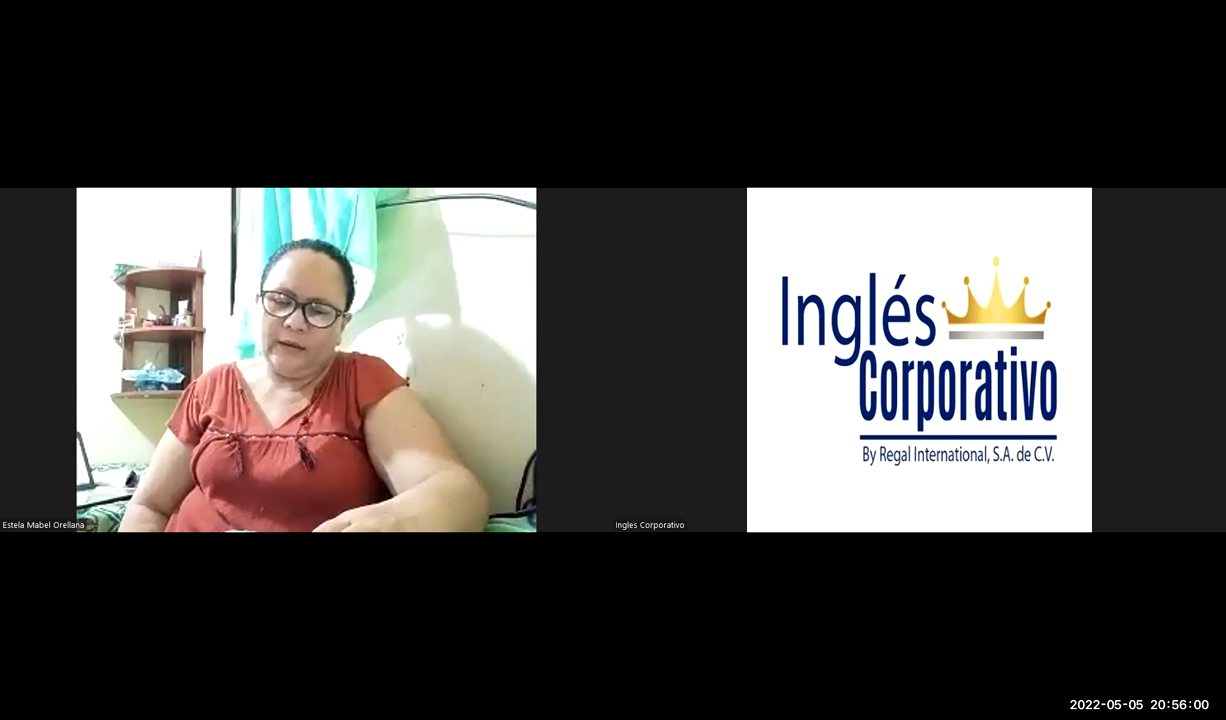 Inglés
Corporativo
By Regal International, S.A. de C.V.
Estela Mabel Orellana
Ingles Corporativo
2022-05-05 20:56:00